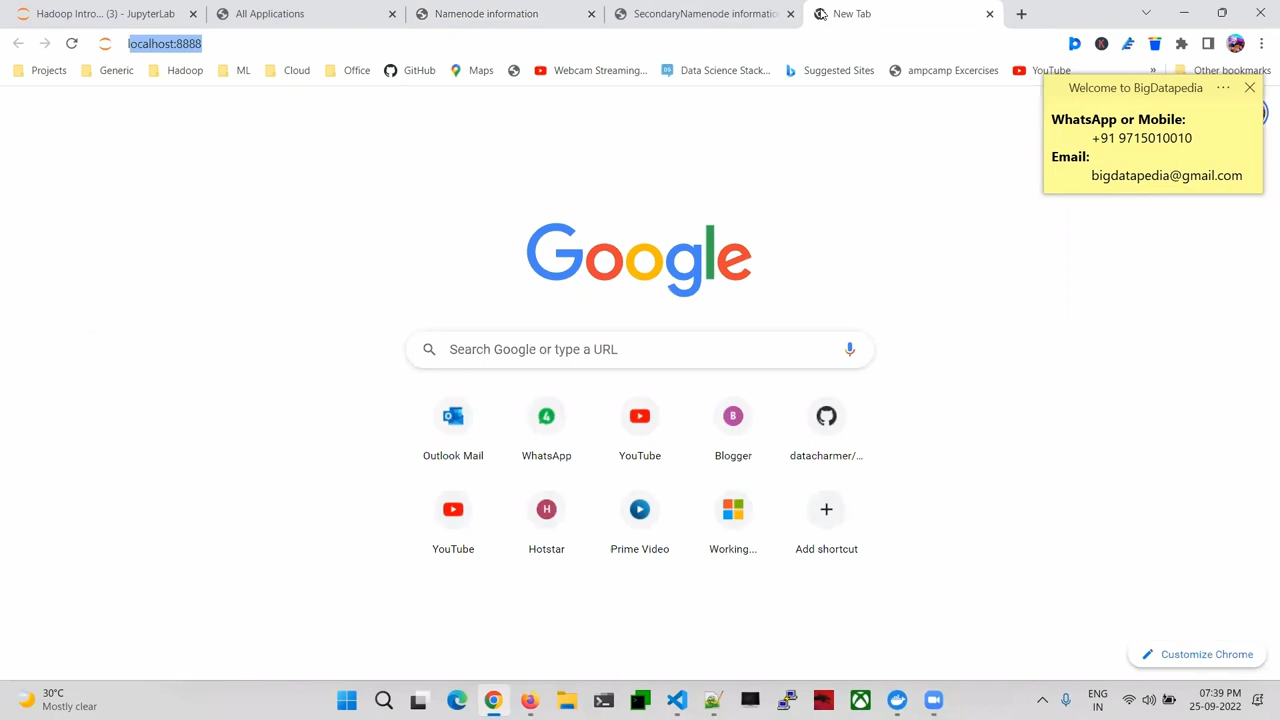 Hadoop Intro... (3) - JupyterLab
All Applications
Namenode information
SecondaryNamenode informatio
New Tab
localhost:8888
Projects
Generic
Hadoop
ML
Cloud
Office
GitHub
Maps
Webcam Streaming...
Data Science Stack...
Suggested Sites
ampcamp Excercises
YouTube
»
Other bookmarks
Welcome to BigDatapedia
WhatsApp or Mobile:
+91 9715010010
Email:
bigdatapedia@gmail.com
Google
Search Google or type a URL
Outlook Mail
WhatsApp
YouTube
B
Blogger
datacharmer/...
YouTube
H
Hotstar
Prime Video
Working...
Add shortcut
Customize Chrome
30°C
Mostly clear
ENG
IN
07:39 PM
25-09-2022